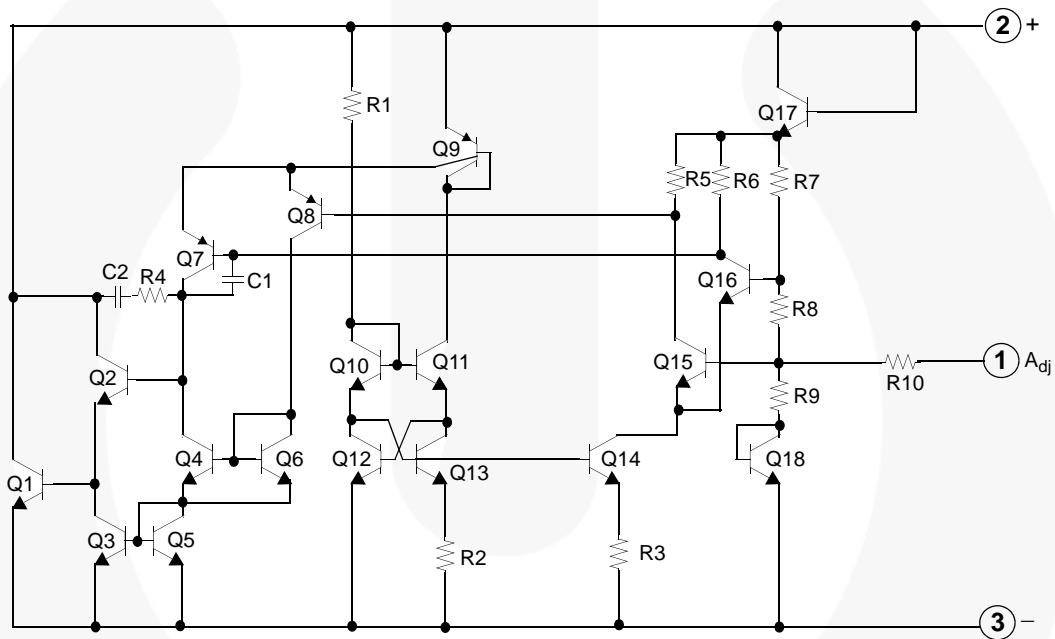 2 +
R1
Q17
Q9
R5 R6 R7
Q8
Q7
C2 R4 C1
Q16
R8
Q10 Q11
Q15
1 Adj
Q2
R10
R9
Q4 Q6
Q12 Q13
Q14
Q18
Q1
Q3 Q5
R2
R3
3 −